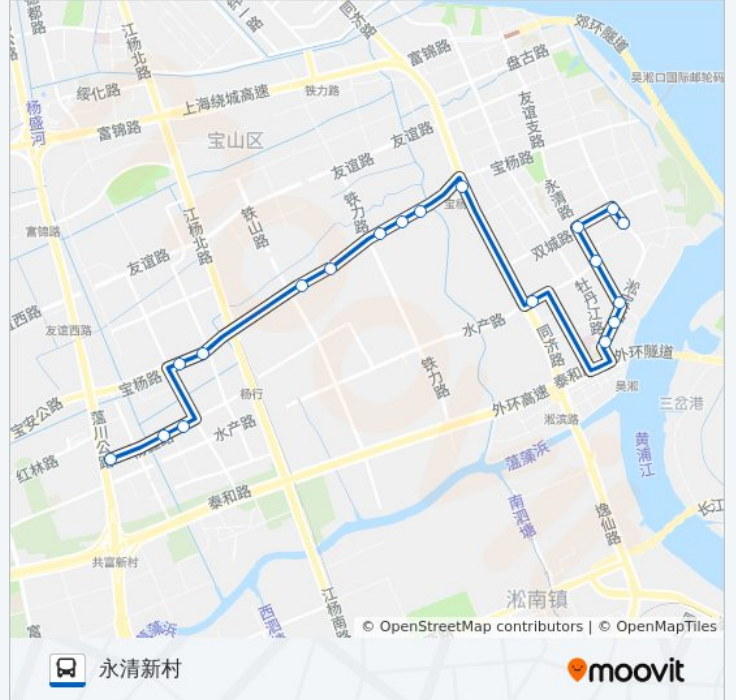 同济路
江杨北路
郊环隧道
富锦路
盘古路
吴淞口国际邮轮码
绥化路
铁力路
上海绕城高速
杨盛河
友谊支路
富锦路
宝山区
友谊路
友谊路
宝杨路
永清路
铁力路
铁山路
江杨北路
富锦路
双城路
友谊路
牡丹江路
友谊西路
水产路
同济路
外环隧道
泰和
宝杨路
铁力路
吴淞
杨行
宝安公路
外环高速
三岔港
蕰川公路
淞滨路
水产路
黄浦江
蕰藻浜
红林路
泰和路
南泗塘
长江
逸仙路
共富新村
淞南镇
江杨南路
西泗塘
蕰藻浜
富
© OpenStreetMap contributors | © OpenMapTiles
永清新村
moovit